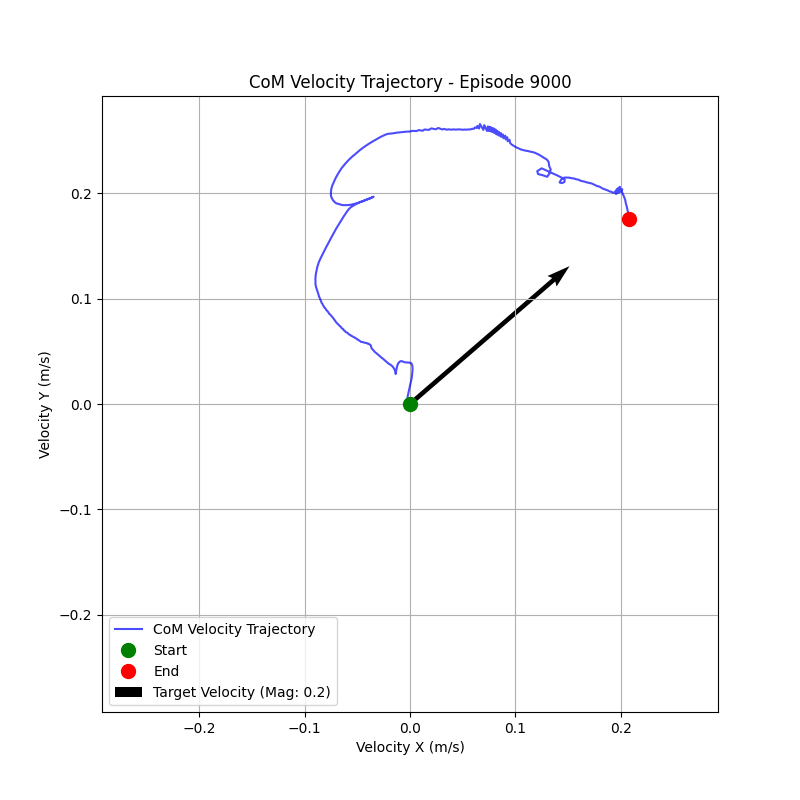 CoM Velocity Trajectory - Episode 9000
Velocity Y (m/s)
0.2
0.1
0.0
−0.1
−0.2
CoM Velocity Trajectory
Start
End
Target Velocity (Mag: 0.2)
−0.2
−0.1
0.0
0.1
0.2
Velocity X (m/s)